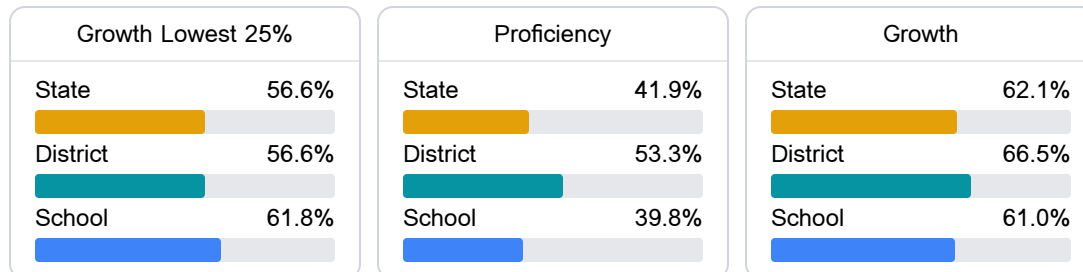 Growth Lowest 25%
State 56.6%
District 56.6%
School 61.8%
Proficiency
State 41.9%
District 53.3%
School 39.8%
Growth
State 62.1%
District 66.5%
School 61.0%